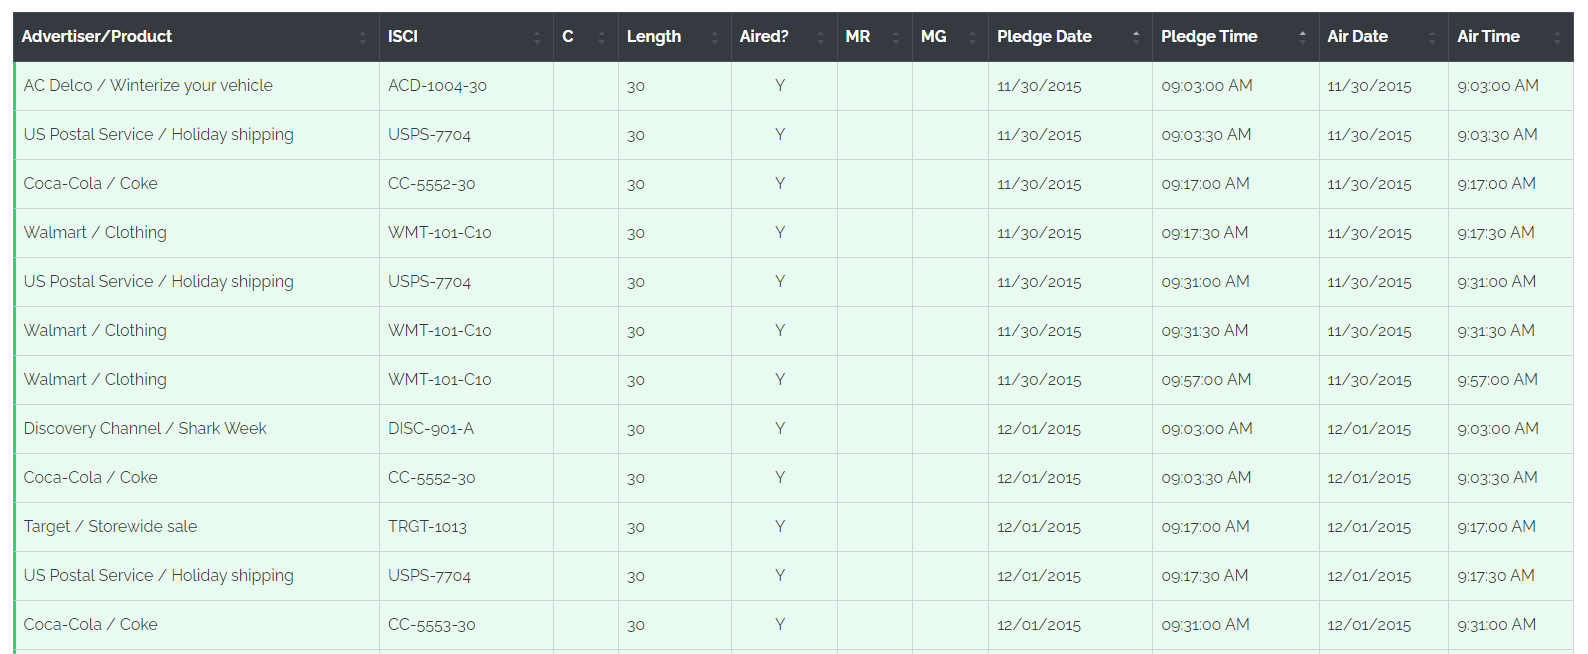 Advertiser/Product ISCI C Length Aired? MR MG Pledge Date Pledge Time Air Date Air Time
AC Delco / Winterize your vehicle ACD-1004-30 30 Y 11/30/2015 09:03:00 AM 11/30/2015 9:03:00 AM
US Postal Service / Holiday shipping USPS-7704 30 Y 11/30/2015 09:03:30 AM 11/30/2015 9:03:30 AM
Coca-Cola / Coke CC-5552-30 30 Y 11/30/2015 09:17:00 AM 11/30/2015 9:17:00 AM
Walmart / Clothing WMT-101-C10 30 Y 11/30/2015 09:17:30 AM 11/30/2015 9:17:30 AM
US Postal Service / Holiday shipping USPS-7704 30 Y 11/30/2015 09:31:00 AM 11/30/2015 9:31:00 AM
Walmart / Clothing WMT-101-C10 30 Y 11/30/2015 09:31:30 AM 11/30/2015 9:31:30 AM
Walmart / Clothing WMT-101-C10 30 Y 11/30/2015 09:57:00 AM 11/30/2015 9:57:00 AM
Discovery Channel / Shark Week DISC-901-A 30 Y 12/01/2015 09:03:00 AM 12/01/2015 9:03:00 AM
Coca-Cola / Coke CC-5552-30 30 Y 12/01/2015 09:03:30 AM 12/01/2015 9:03:30 AM
Target / Storewide sale TRGT-1013 30 Y 12/01/2015 09:17:00 AM 12/01/2015 9:17:00 AM
US Postal Service / Holiday shipping USPS-7704 30 Y 12/01/2015 09:17:30 AM 12/01/2015 9:17:30 AM
Coca-Cola / Coke CC-5553-30 30 Y 12/01/2015 09:31:00 AM 12/01/2015 9:31:00 AM